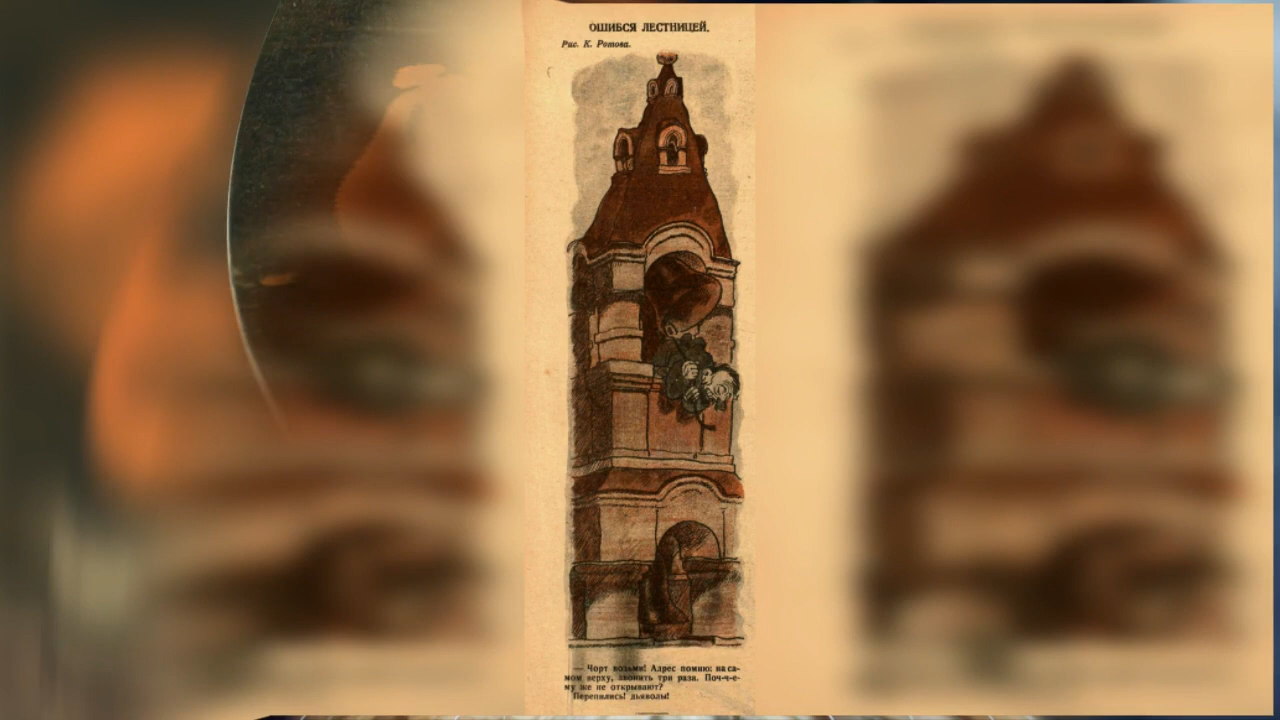 ОШИБСЯ ЛЕСТНИЦЕЙ.
Рис. К. Ротова.
— Чорт возьми! Адрес помню: на са-
мом верху, звонить три раза. Поч-ч-е-
му же не открывают?
Перепились! дьяволы!